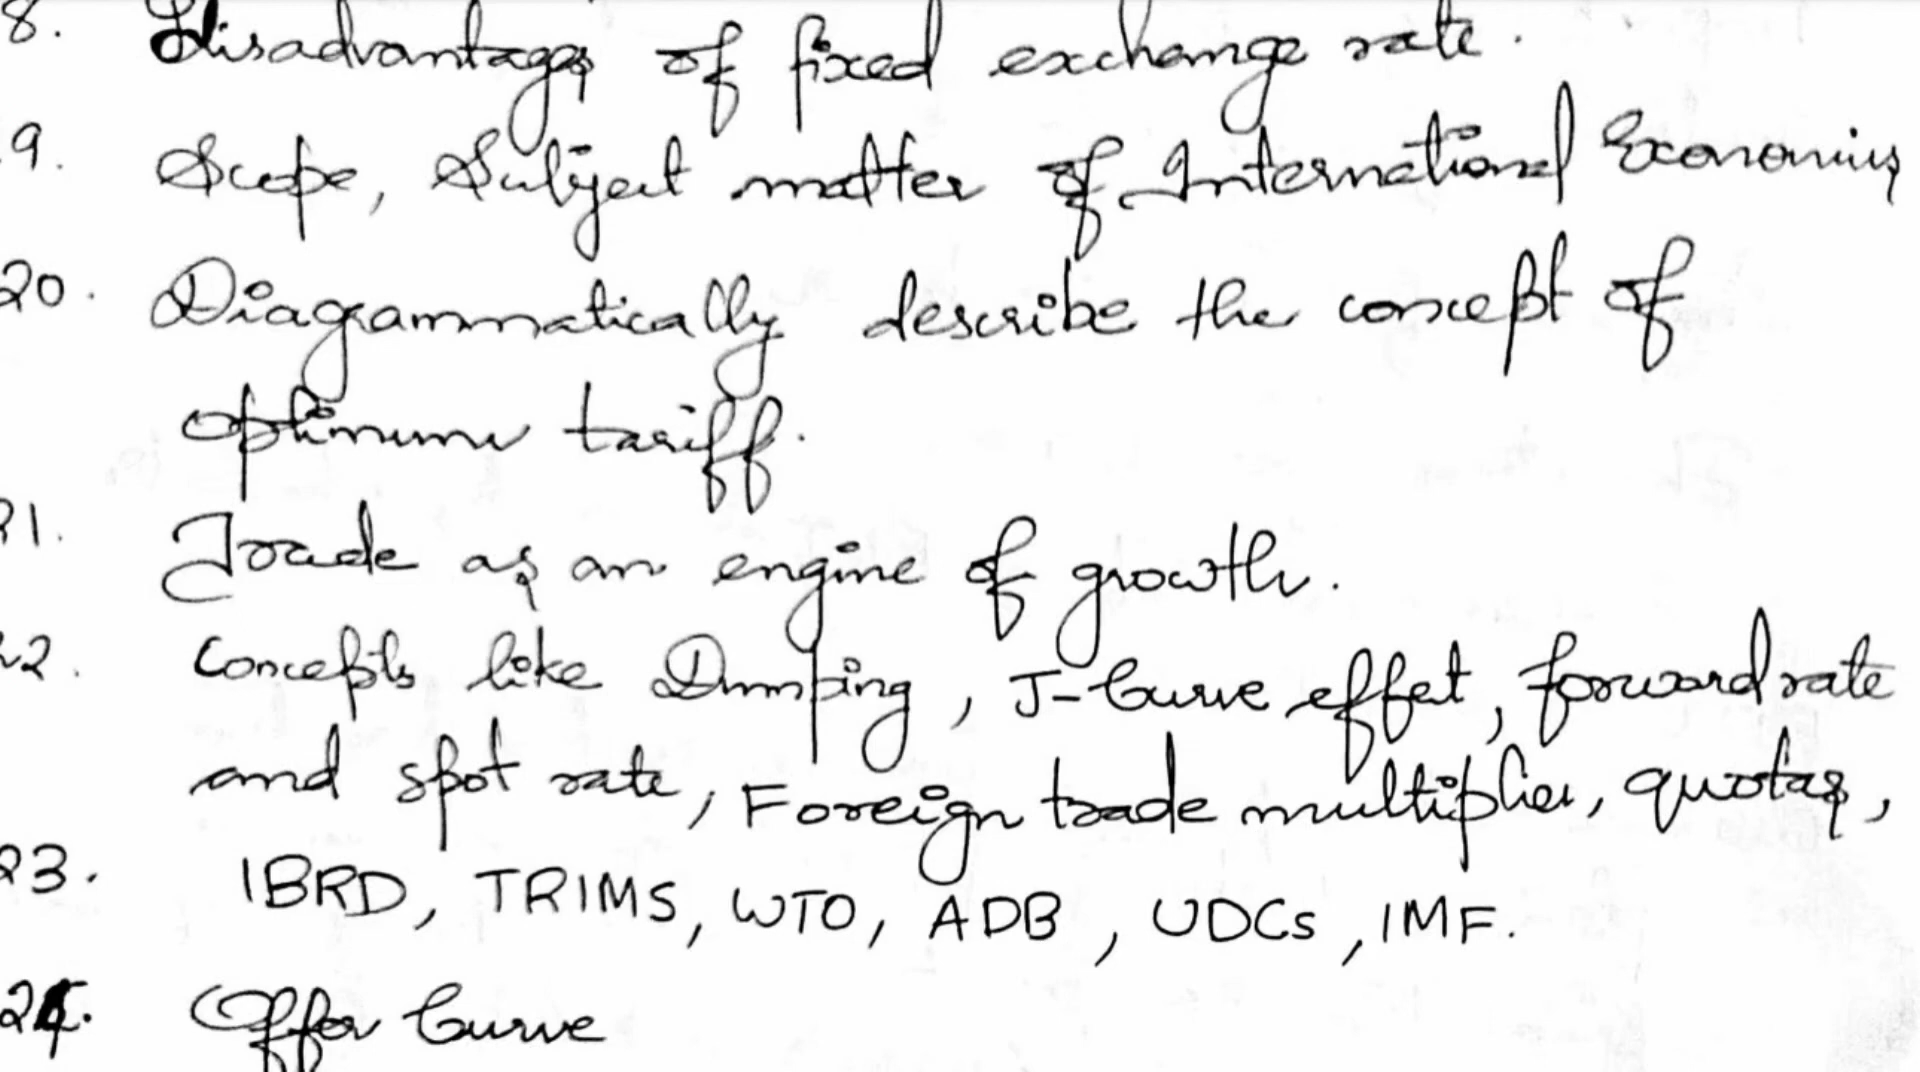 8. Disadvantages of fixed exchange rate.
9. Scope, Subject matter of International Economics
20. Diagrammatically describe the concept of
optimum tariff.
21. Trade as an engine of growth.
22. Concepts like Dumping, J-Curve effect, forward rate
and spot rate, Foreign trade multiplier, quotas,
23. IBRD, TRIMS, WTO, ADB, UDCs, IMF.
24. Offer Curve